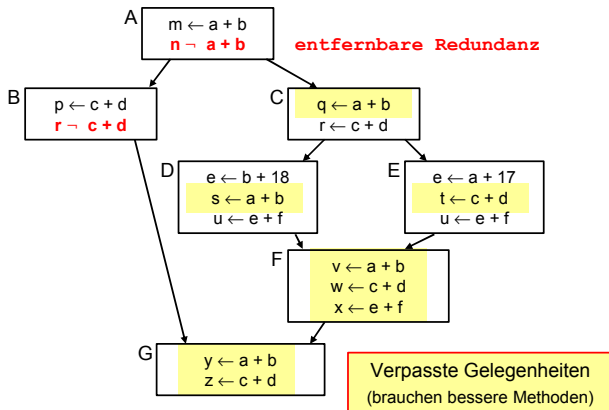 A
m ← a + b
n ¬ a + b
entfernbare Redundanz
B
p ← c + d
r ¬ c + d
C
q ← a + b
r ← c + d
D
e ← b + 18
s ← a + b
u ← e + f
E
e ← a + 17
t ← c + d
u ← e + f
F
v ← a + b
w ← c + d
x ← e + f
G
y ← a + b
z ← c + d
Verpasste Gelegenheiten
(brauchen bessere Methoden)